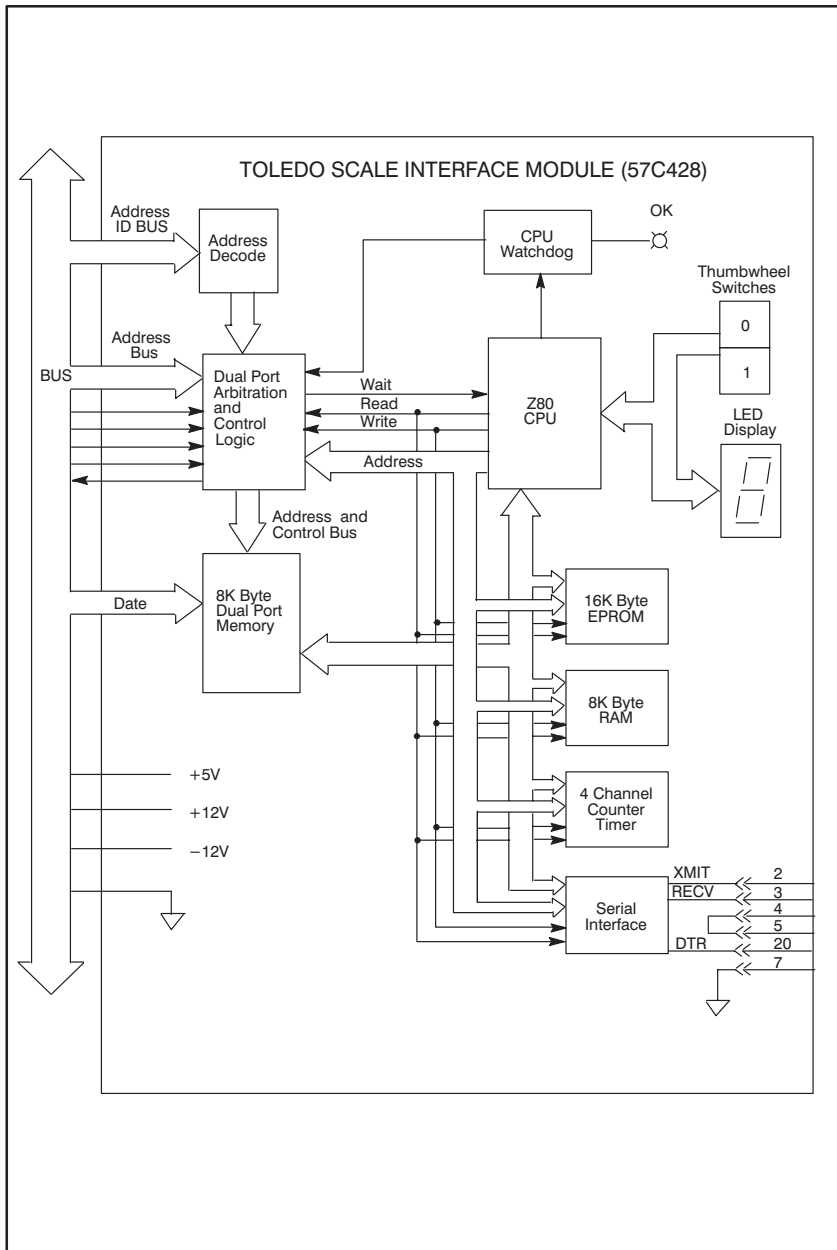 TOLEDO SCALE INTERFACE MODULE (57C428)
Address
ID BUS
Address
Decode
CPU
Watchdog
OK
Thumbwheel
Switches
0
1
Address
Bus
BUS
Dual Port
Arbitration
and
Control
Logic
Wait
Read
Write
Address
Z80
CPU
LED
Display
Address and
Control Bus
Date
8K Byte
Dual Port
Memory
16K Byte
EPROM
8K Byte
RAM
+5V
+12V
−12V
4 Channel
Counter
Timer
Serial
Interface
XMIT 2
RECV 3
4
5
DTR 20
7